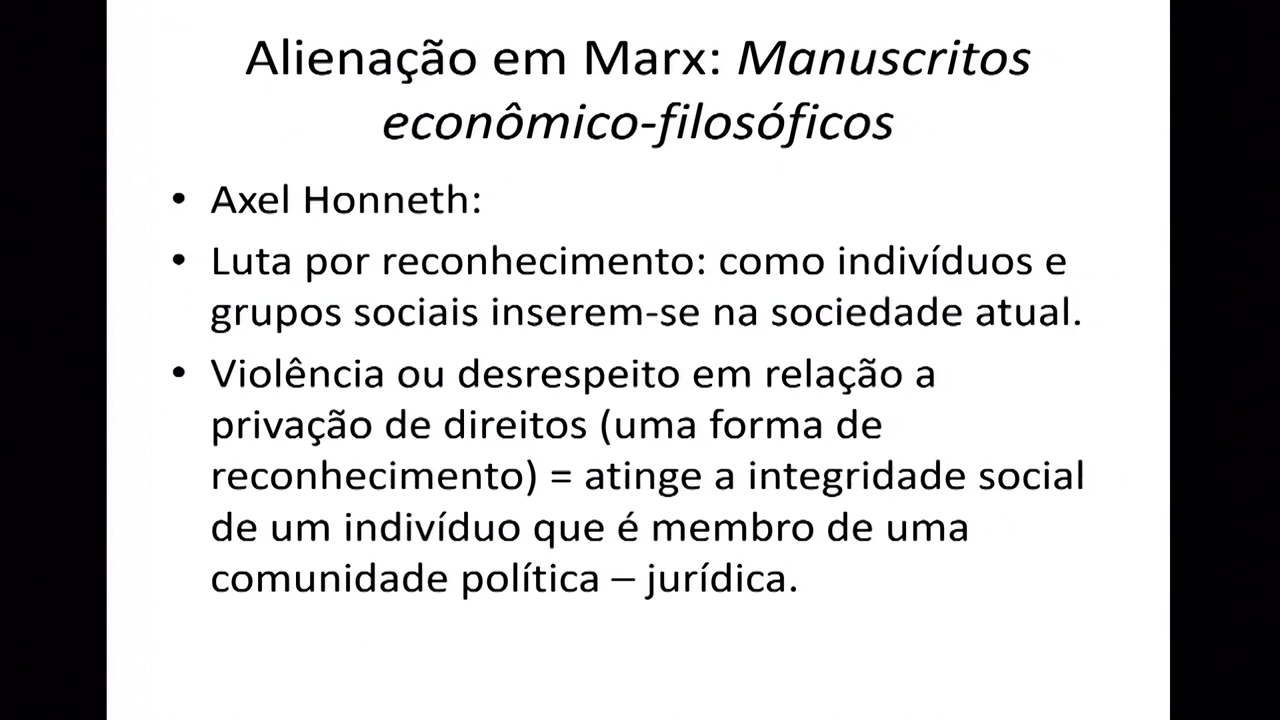 Alienação em Marx: Manuscritos
econômico-filosóficos
• Axel Honneth:
• Luta por reconhecimento: como indivíduos e
grupos sociais inserem-se na sociedade atual.
• Violência ou desrespeito em relação a
privação de direitos (uma forma de
reconhecimento) = atinge a integridade social
de um indivíduo que é membro de uma
comunidade política – jurídica.